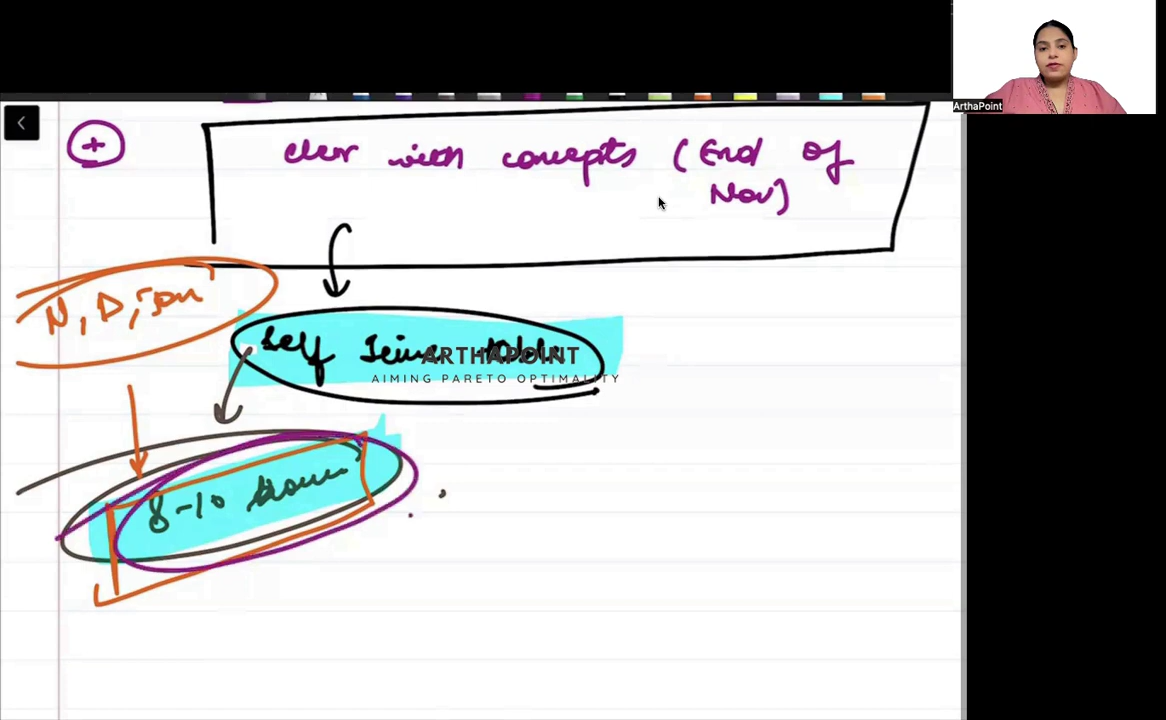 +
clear with concepts (End of
Nov)
N, D, Jan
Self
ARTHAPOINT
AIMING PARETO OPTIMALITY
8-10 hours
ArthaPoint